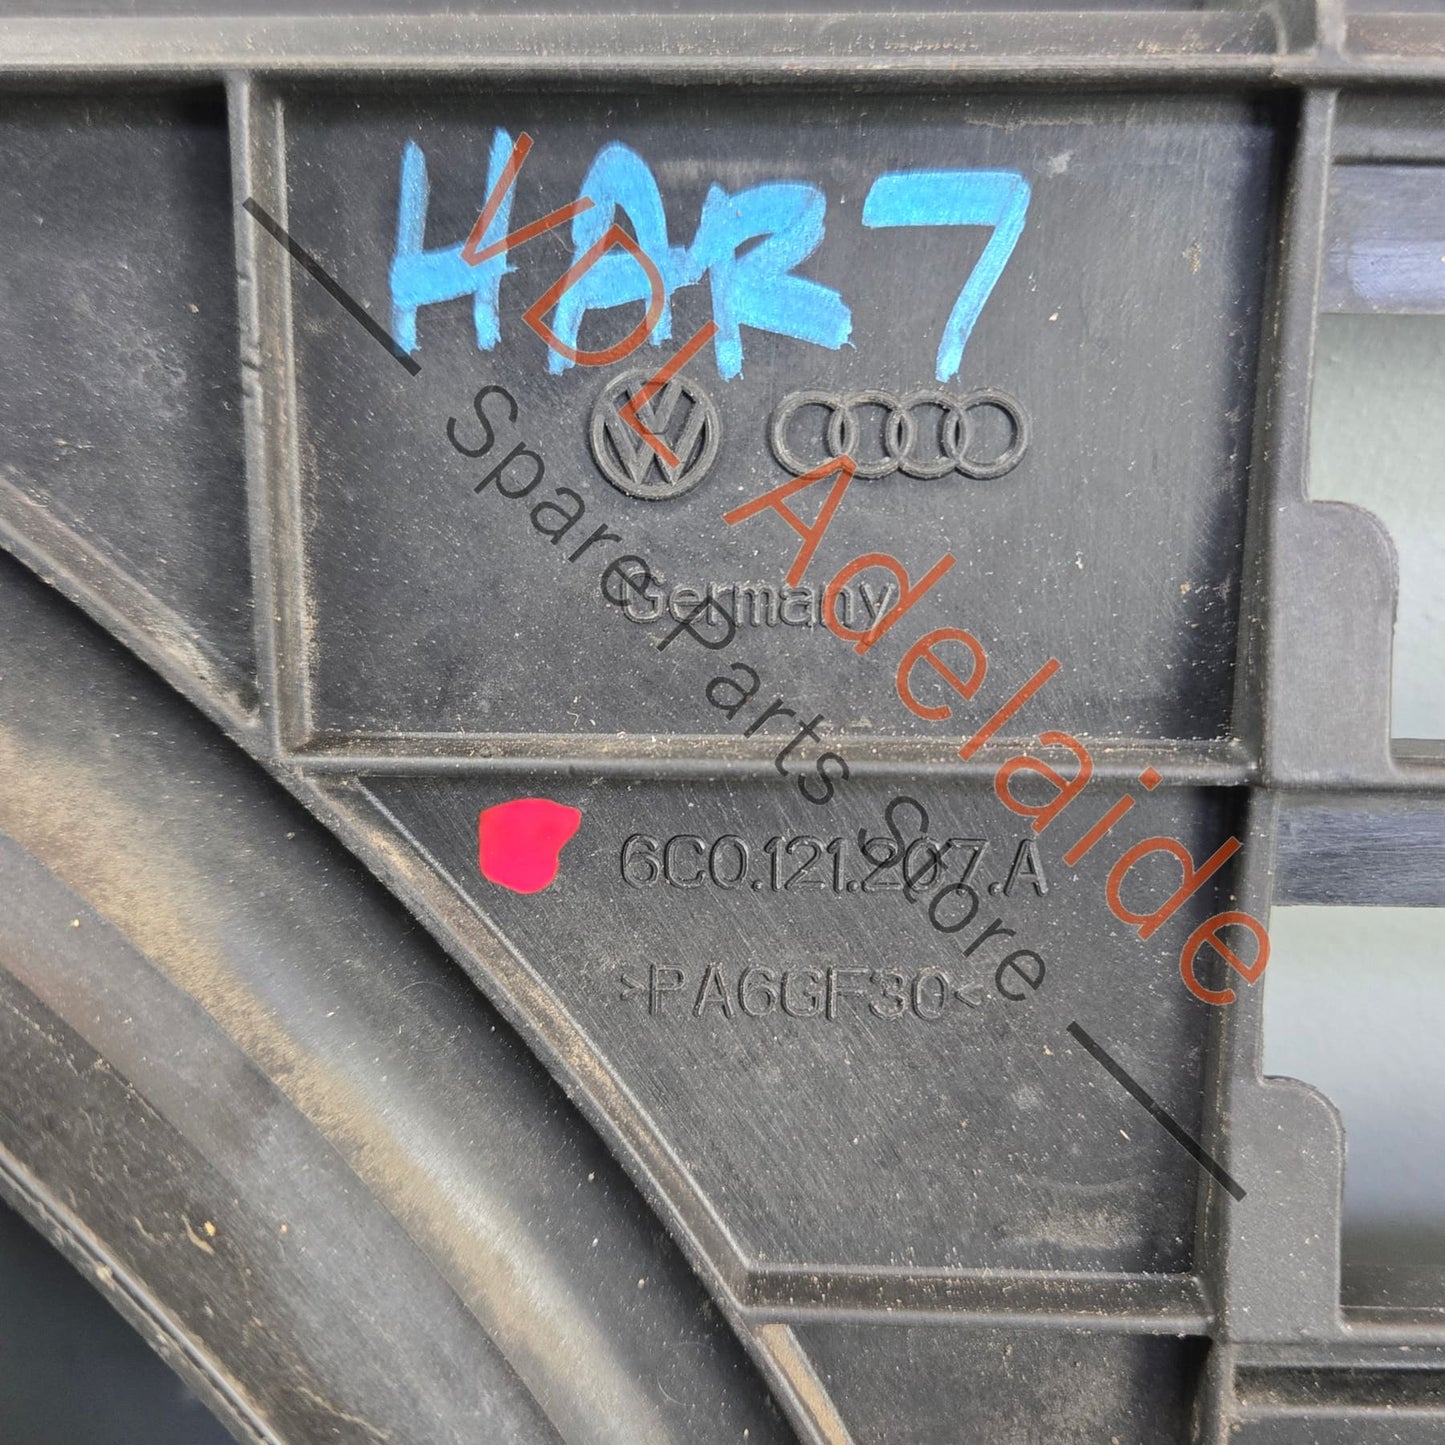 HAR7
Germany
6C0.121.207.A
>PA6GF30<
VDL Adelaide
Spare Parts Store